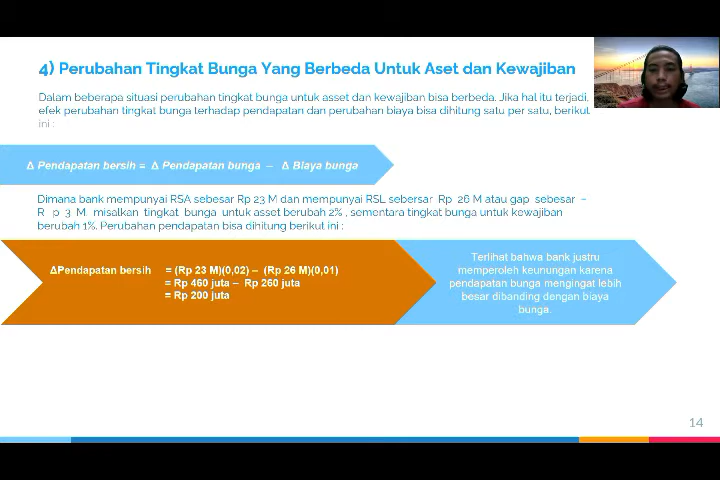 4) Perubahan Tingkat Bunga Yang Berbeda Untuk Aset dan Kewajiban
Dalam beberapa situasi perubahan tingkat bunga untuk asset dan kewajiban bisa berbeda. Jika hal itu terjadi,
efek perubahan tingkat bunga terhadap pendapatan dan perubahan biaya bisa dihitung satu per satu, berikut
ini :
Δ Pendapatan bersih = Δ Pendapatan bunga – Δ Biaya bunga
Dimana bank mempunyai RSA sebesar Rp 23 M dan mempunyai RSL sebersar Rp 26 M atau gap sebesar –
R p 3 M. misalkan tingkat bunga untuk asset berubah 2% , sementara tingkat bunga untuk kewajiban
berubah 1%. Perubahan pendapatan bisa dihitung berikut ini :
ΔPendapatan bersih = (Rp 23 M)(0,02) – (Rp 26 M)(0,01)
= Rp 460 juta – Rp 260 juta
= Rp 200 juta
Terlihat bahwa bank justru
memperoleh keunungan karena
pendapatan bunga mengingat lebih
besar dibanding dengan biaya
bunga.
14